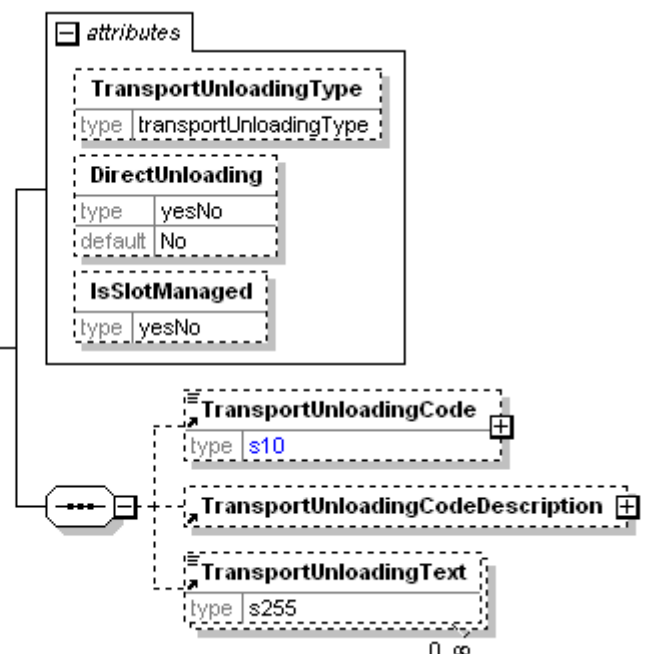 attributes
TransportUnloadingType
type transportUnloadingType
DirectUnloading
type yesNo
default No
IsSlotManaged
type yesNo
TransportUnloadingCode
type s10
TransportUnloadingCodeDescription
TransportUnloadingText
type s255
0..∞